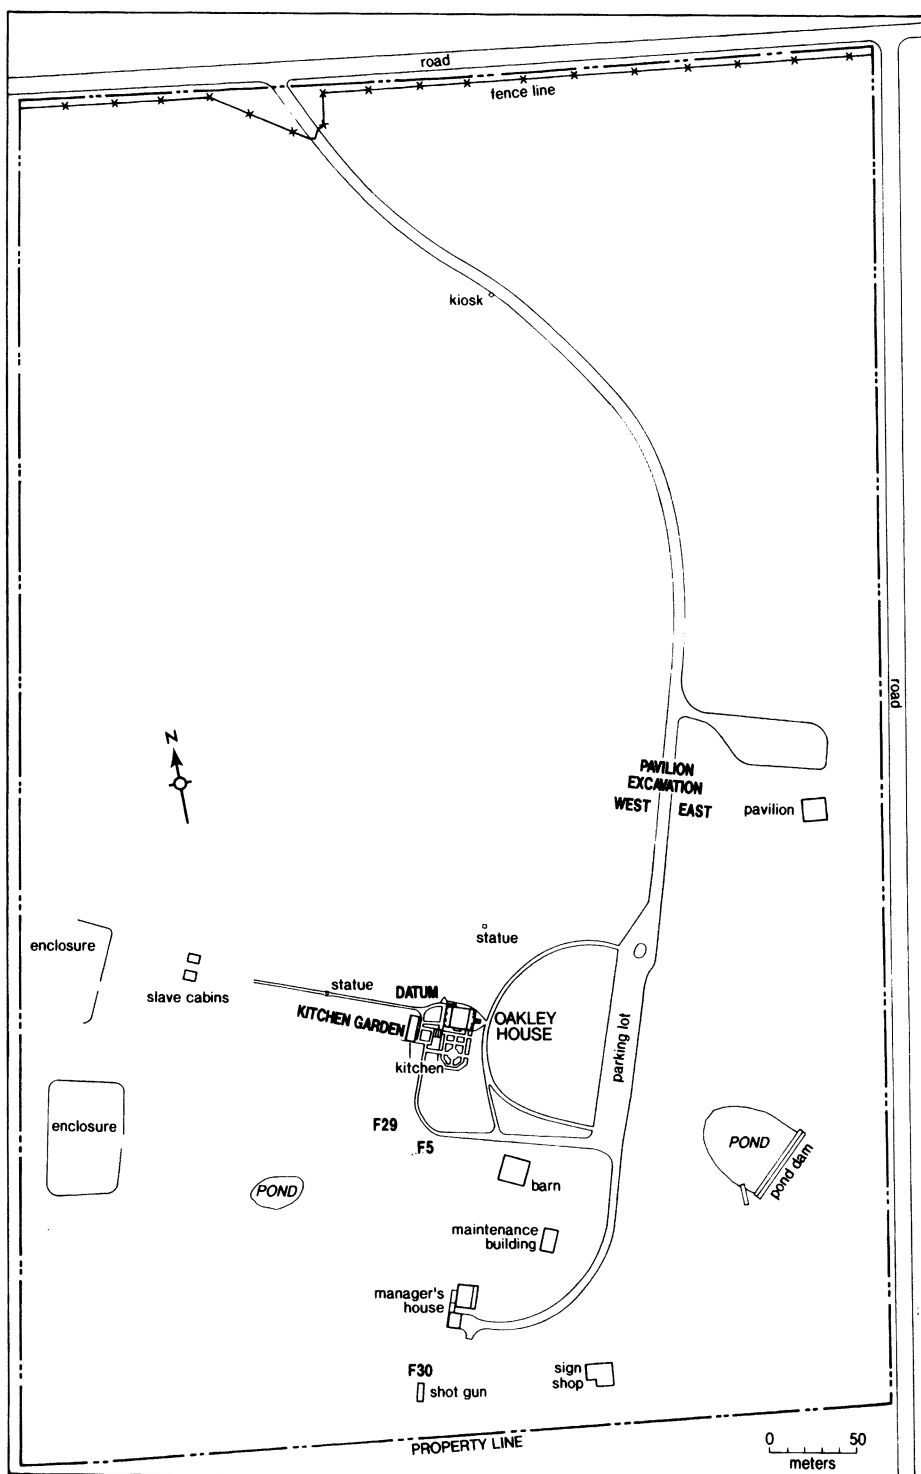 road
fence line
kiosk
road
N
PAVILION
EXCAVATION
WEST EAST
pavilion
statue
enclosure
slave cabins
statue
DATUM
KITCHEN GARDEN
OAKLEY
HOUSE
kitchen
parking lot
enclosure
F29
F5
POND
pond dam
POND
barn
maintenance
building
manager's
house
F30
shot gun
sign
shop
PROPERTY LINE
0 50
meters